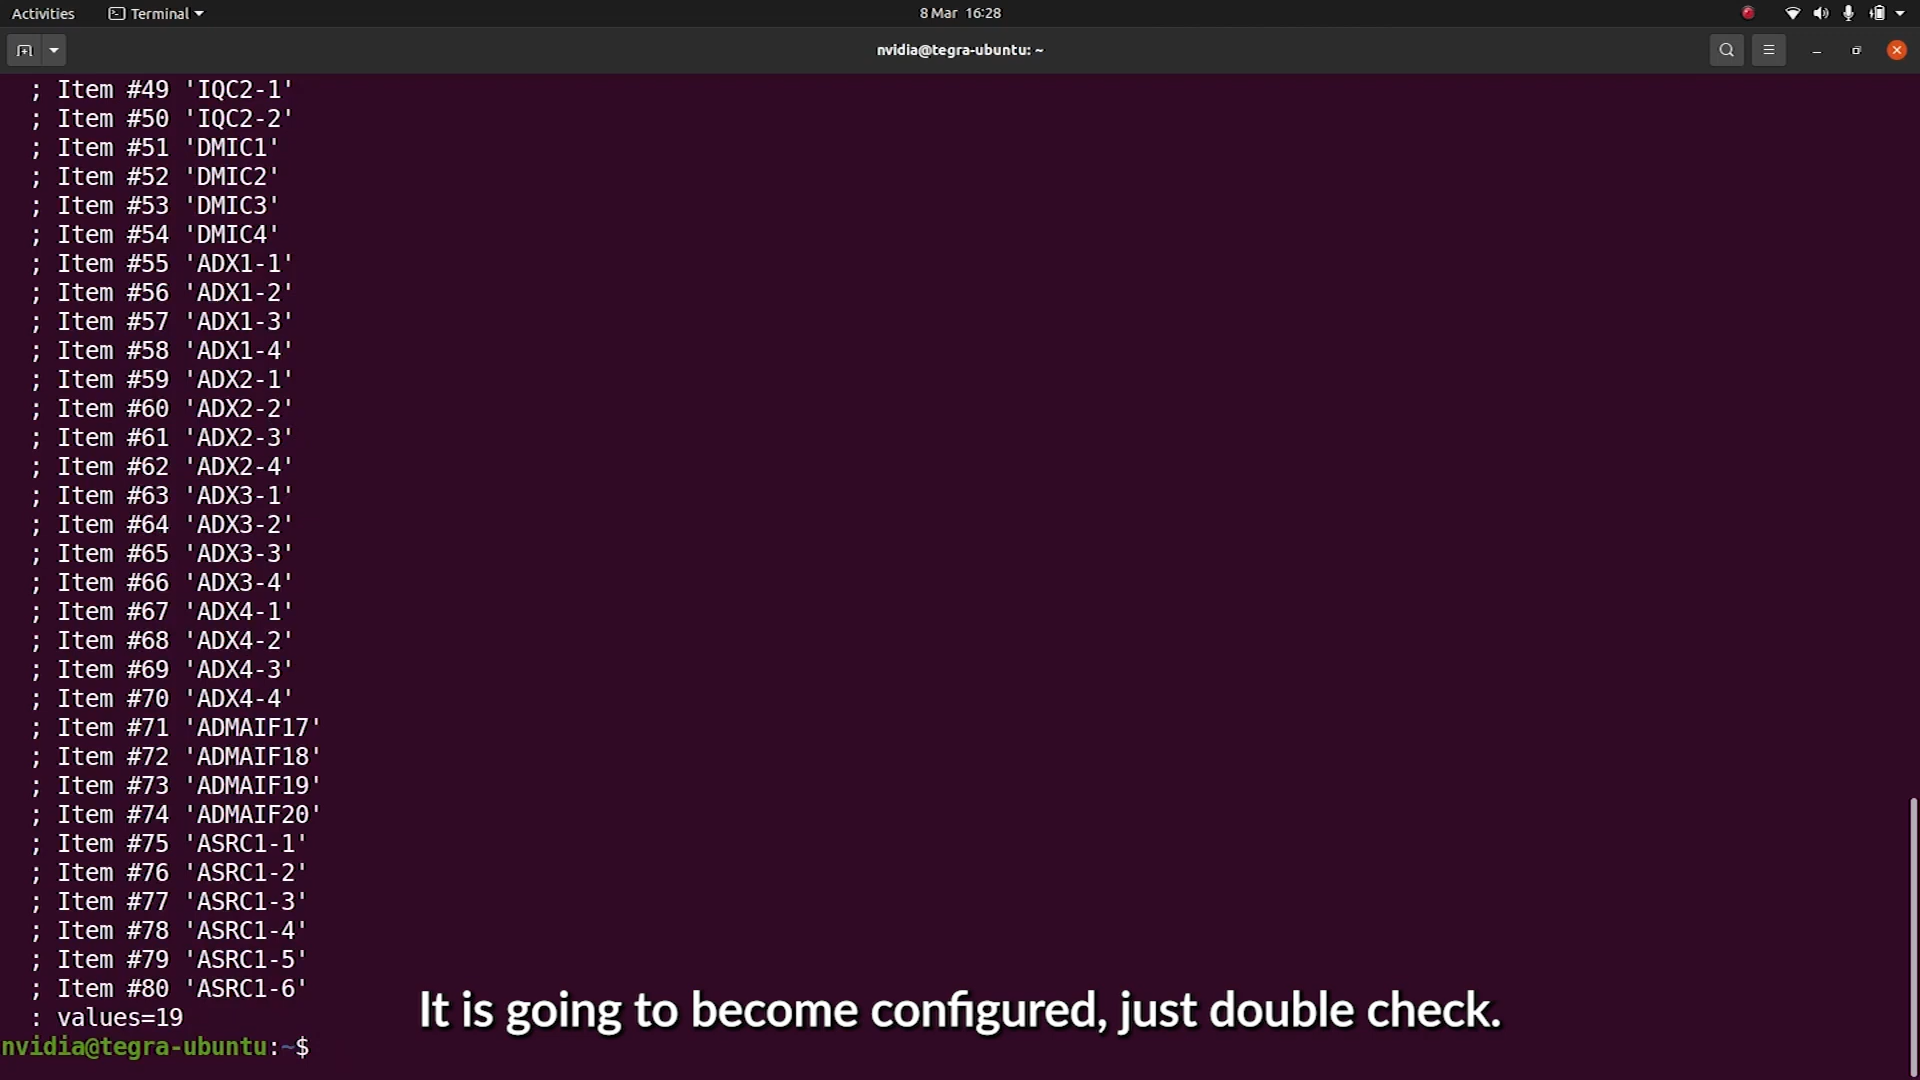 Activities
Terminal
8 Mar 16:28
nvidia@tegra-ubuntu: ~
; Item #49 'IQC2-1'
; Item #50 'IQC2-2'
; Item #51 'DMIC1'
; Item #52 'DMIC2'
; Item #53 'DMIC3'
; Item #54 'DMIC4'
; Item #55 'ADX1-1'
; Item #56 'ADX1-2'
; Item #57 'ADX1-3'
; Item #58 'ADX1-4'
; Item #59 'ADX2-1'
; Item #60 'ADX2-2'
; Item #61 'ADX2-3'
; Item #62 'ADX2-4'
; Item #63 'ADX3-1'
; Item #64 'ADX3-2'
; Item #65 'ADX3-3'
; Item #66 'ADX3-4'
; Item #67 'ADX4-1'
; Item #68 'ADX4-2'
; Item #69 'ADX4-3'
; Item #70 'ADX4-4'
; Item #71 'ADMAIF17'
; Item #72 'ADMAIF18'
; Item #73 'ADMAIF19'
; Item #74 'ADMAIF20'
; Item #75 'ASRC1-1'
; Item #76 'ASRC1-2'
; Item #77 'ASRC1-3'
; Item #78 'ASRC1-4'
; Item #79 'ASRC1-5'
; Item #80 'ASRC1-6'
: values=19
nvidia@tegra-ubuntu:~$
It is going to become configured, just double check.